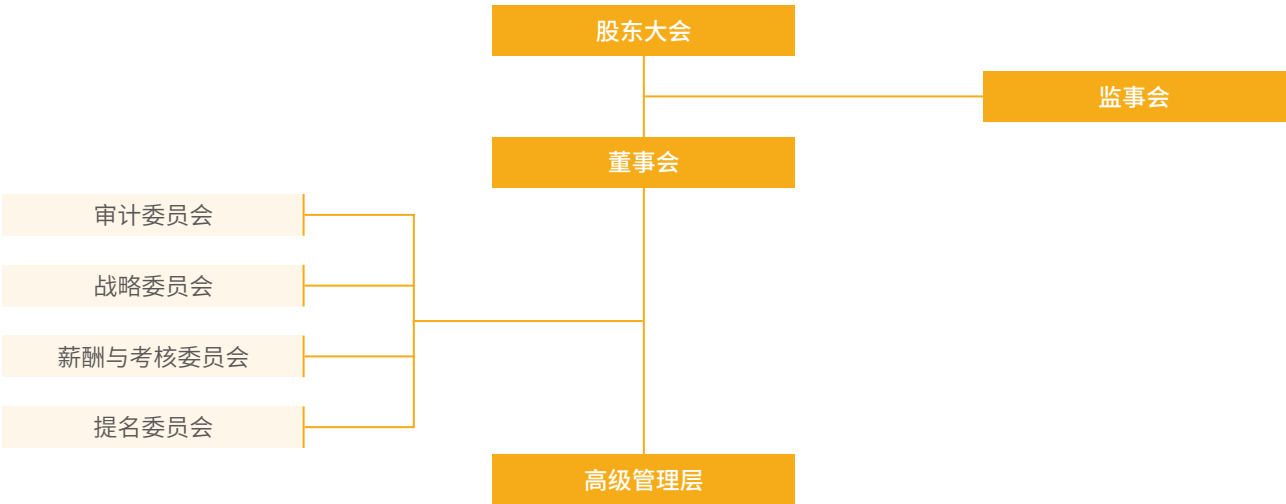 股东大会
监事会
董事会
审计委员会
战略委员会
薪酬与考核委员会
提名委员会
高级管理层